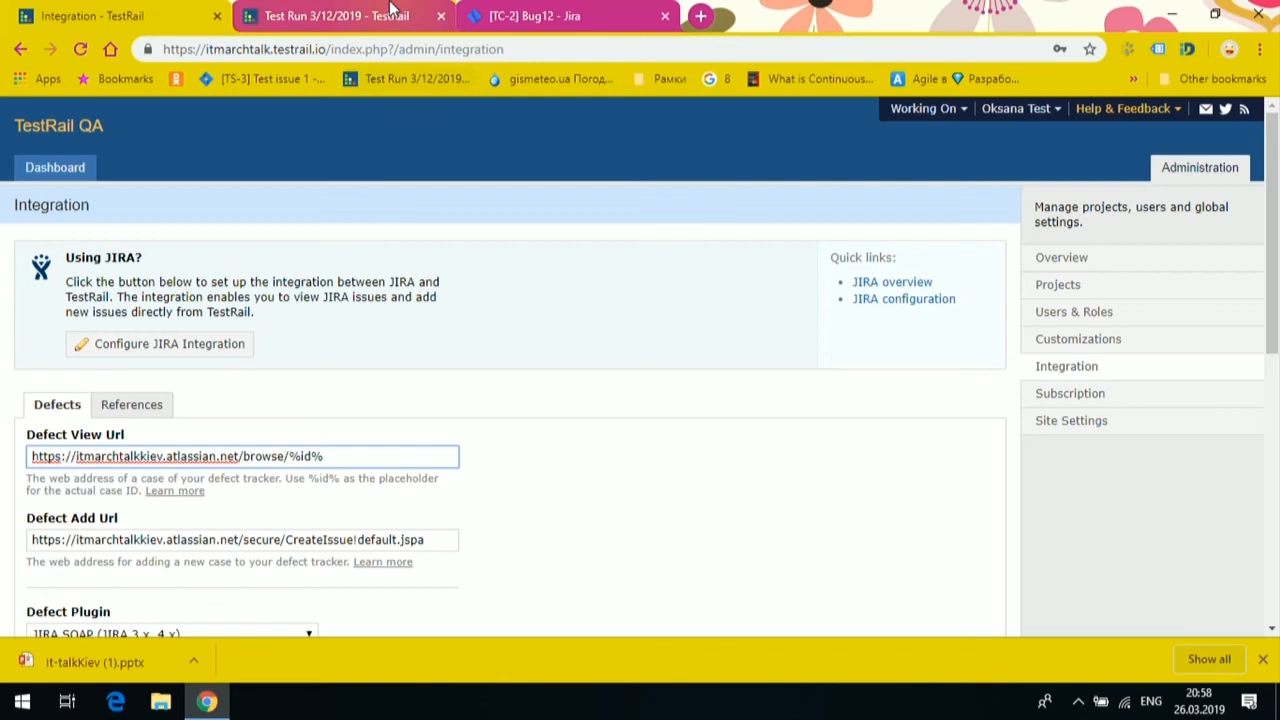 Integration - TestRail
Test Run 3/12/2019 - TestRail
[TC-2] Bug12 - Jira
https://itmarchtalk.testrail.io/index.php?/admin/integration
Apps
Bookmarks
[TS-3] Test issue 1 -...
Test Run 3/12/2019...
gismeteo.ua Погод...
Рамки
8
What is Continuous...
Agile в
Разрабо...
»
Other bookmarks
Working On
Oksana Test
Help & Feedback
TestRail QA
Dashboard
Administration
Integration
Manage projects, users and global
settings.
Using JIRA?
Click the button below to set up the integration between JIRA and
TestRail. The integration enables you to view JIRA issues and add
new issues directly from TestRail.
Configure JIRA Integration
Quick links:
JIRA overview
JIRA configuration
Overview
Projects
Users & Roles
Customizations
Integration
Subscription
Site Settings
Defects
References
Defect View Url
https://itmarchtalkkiev.atlassian.net/browse/%id%
The web address of a case of your defect tracker. Use %id% as the placeholder
for the actual case ID. Learn more
Defect Add Url
https://itmarchtalkkiev.atlassian.net/secure/CreateIssue!default.jspa
The web address for adding a new case to your defect tracker. Learn more
Defect Plugin
JIRA SOAP (JIRA 3.x, 4.x)
It-talkKiev (1).pptx
Show all
ENG
20:58
26.03.2019